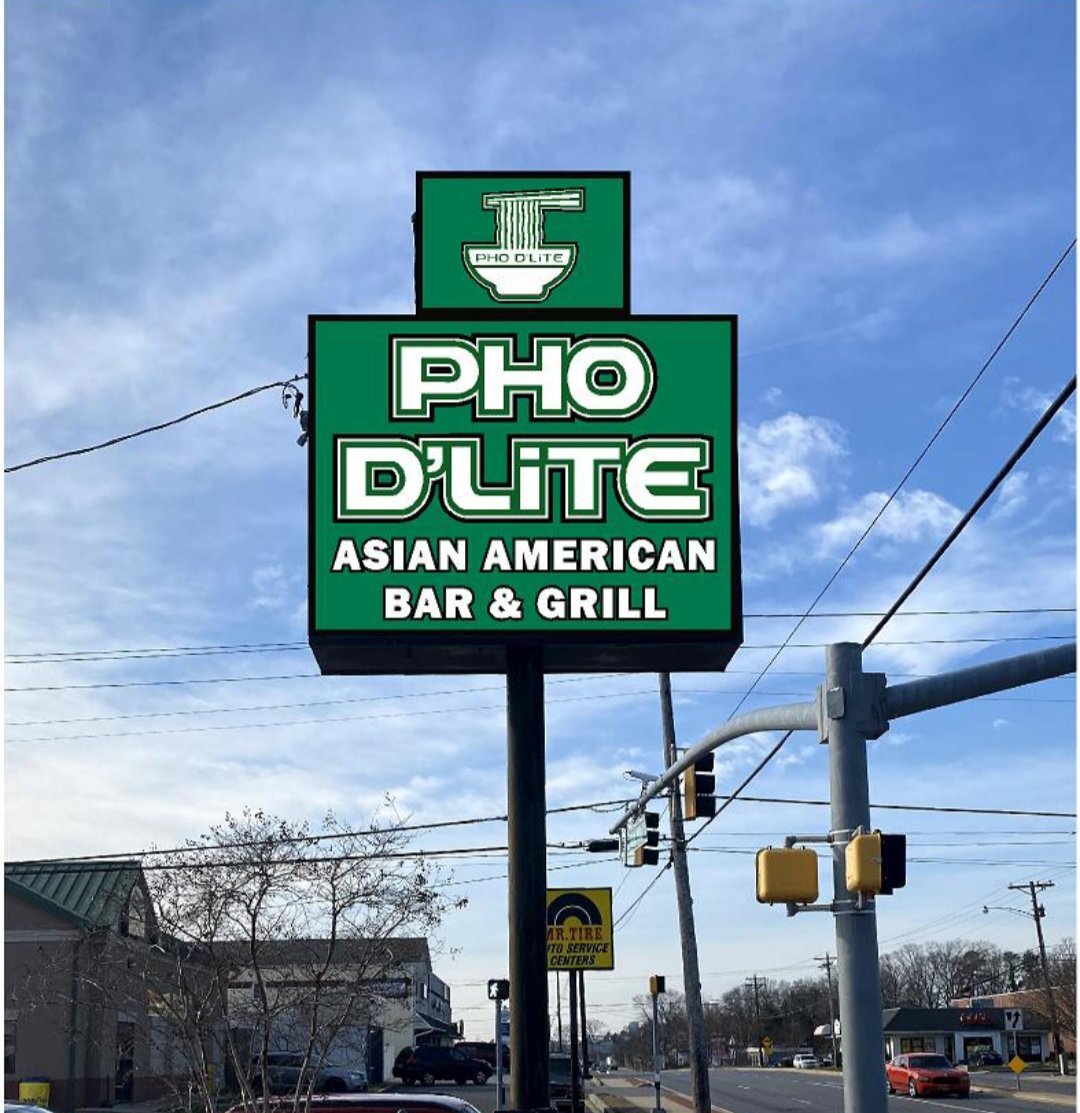 PHO D'LiTE
PHO
D'LiTE
ASIAN AMERICAN
BAR & GRILL
MR.TIRE
AUTO SERVICE
CENTERS